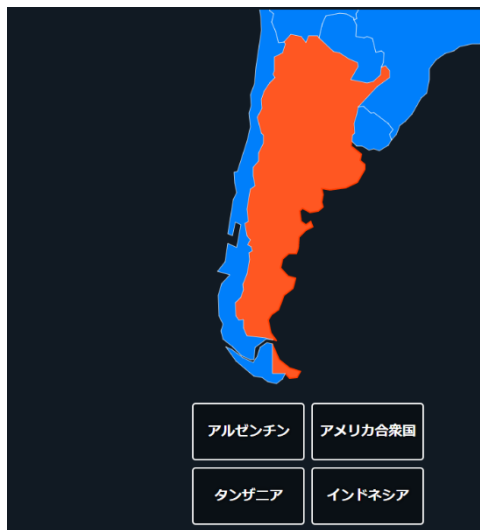 アルゼンチン
アメリカ合衆国
タンザニア
インドネシア